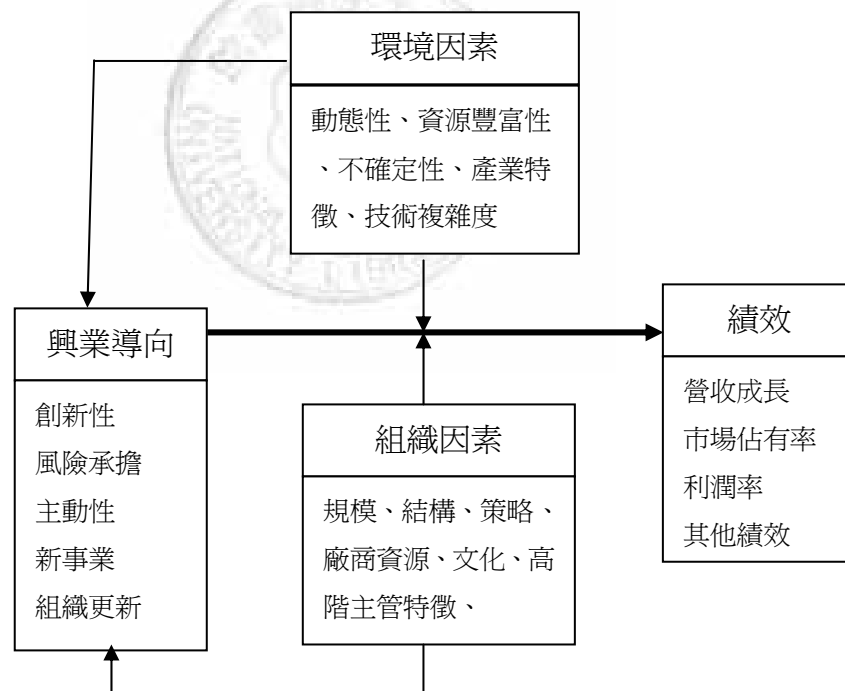 環境因素
動態性、資源豐富性
、不確定性、產業特
徵、技術複雜度
興業導向
創新性
風險承擔
主動性
新事業
組織更新
組織因素
規模、結構、策略、
廠商資源、文化、高
階主管特徵、
績效
營收成長
市場佔有率
利潤率
其他績效